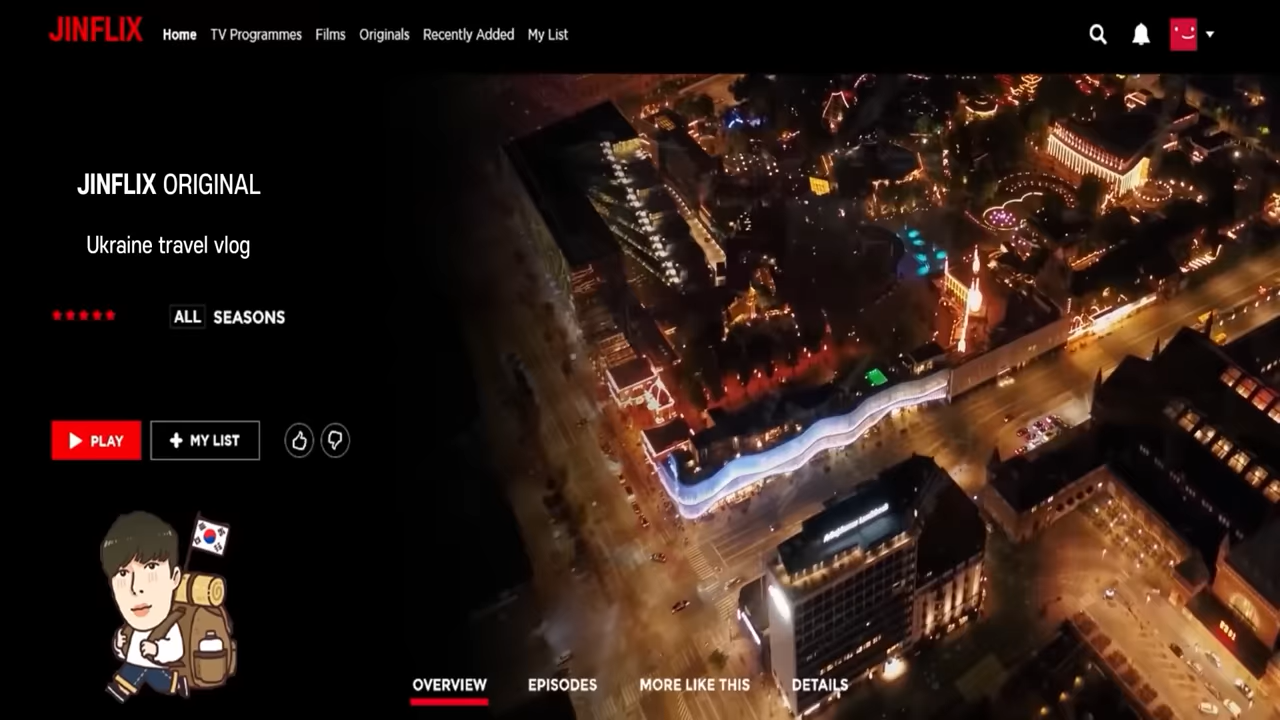 JINFLIX Home TV Programmes Films Originals Recently Added My List
JINFLIX ORIGINAL
Ukraine travel vlog
ALL SEASONS
PLAY MY LIST
OVERVIEW EPISODES MORE LIKE THIS DETAILS